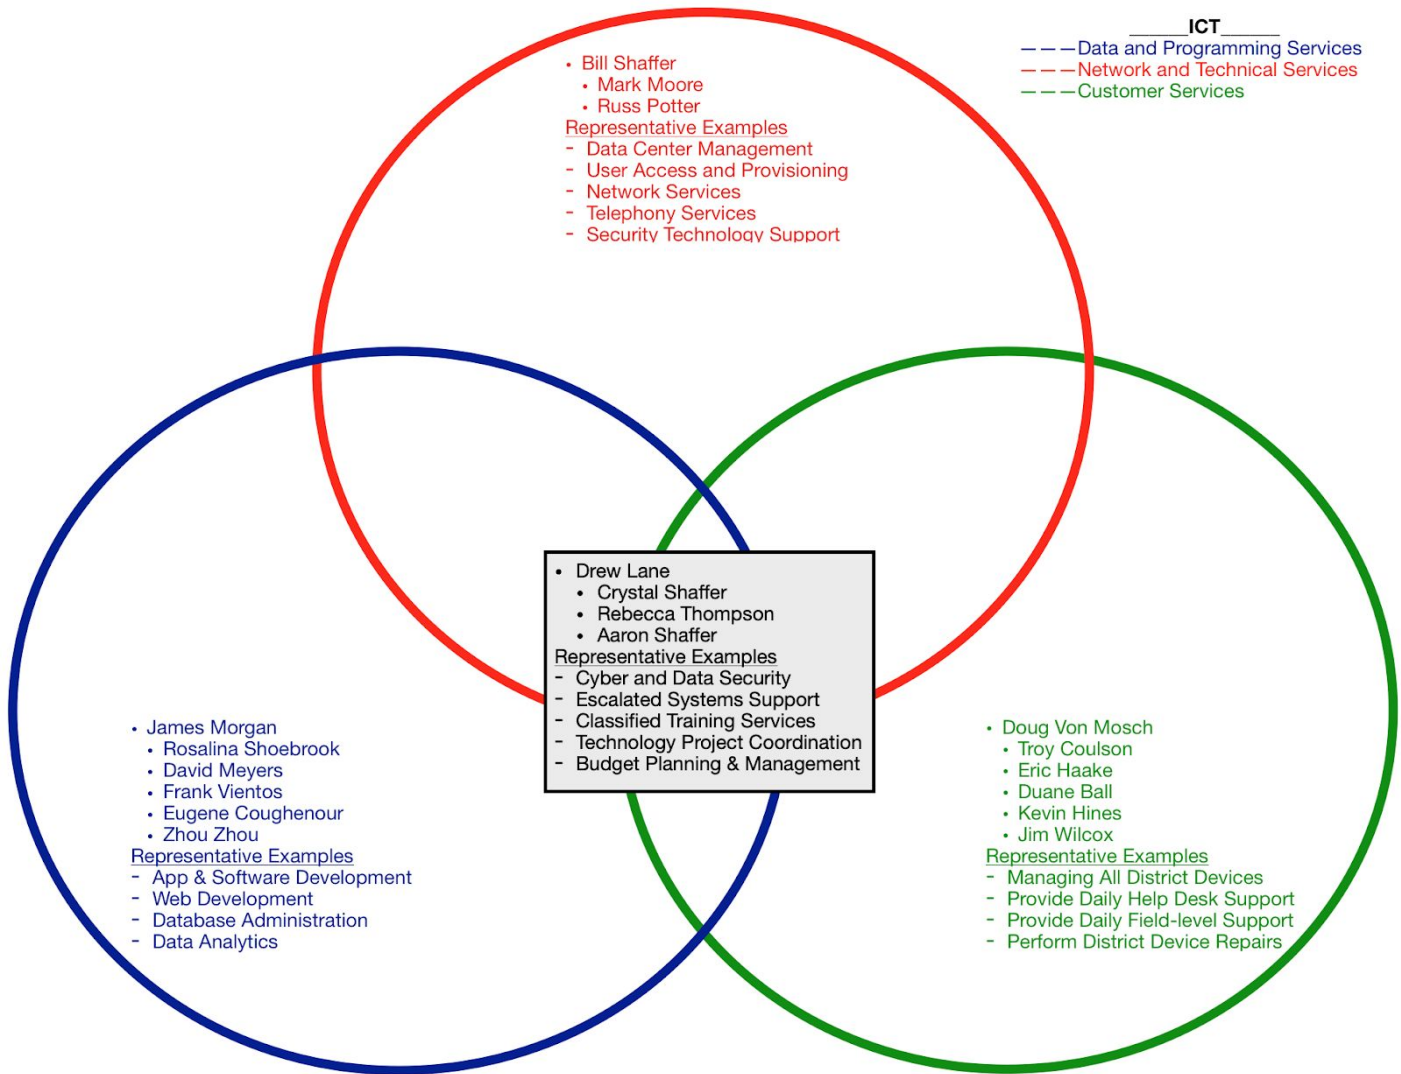 ______ICT______
———Data and Programming Services
———Network and Technical Services
———Customer Services
• Bill Shaffer
• Mark Moore
• Russ Potter
Representative Examples
- Data Center Management
- User Access and Provisioning
- Network Services
- Telephony Services
- Security Technology Support
• Drew Lane
• Crystal Shaffer
• Rebecca Thompson
• Aaron Shaffer
Representative Examples
- Cyber and Data Security
- Escalated Systems Support
- Classified Training Services
- Technology Project Coordination
- Budget Planning & Management
• James Morgan
• Rosalina Shoebrook
• David Meyers
• Frank Vientos
• Eugene Coughenour
• Zhou Zhou
Representative Examples
- App & Software Development
- Web Development
- Database Administration
- Data Analytics
• Doug Von Mosch
• Troy Coulson
• Eric Haake
• Duane Ball
• Kevin Hines
• Jim Wilcox
Representative Examples
- Managing All District Devices
- Provide Daily Help Desk Support
- Provide Daily Field-level Support
- Perform District Device Repairs